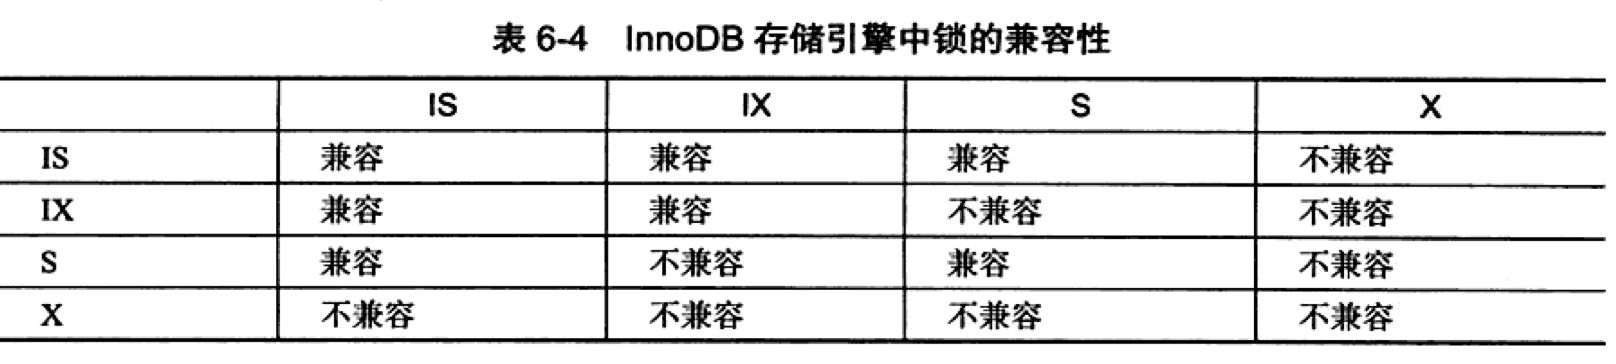 表 6-4 InnoDB 存储引擎中锁的兼容性
IS IX S X
IS 兼容 兼容 兼容 不兼容
IX 兼容 兼容 不兼容 不兼容
S 兼容 不兼容 兼容 不兼容
X 不兼容 不兼容 不兼容 不兼容